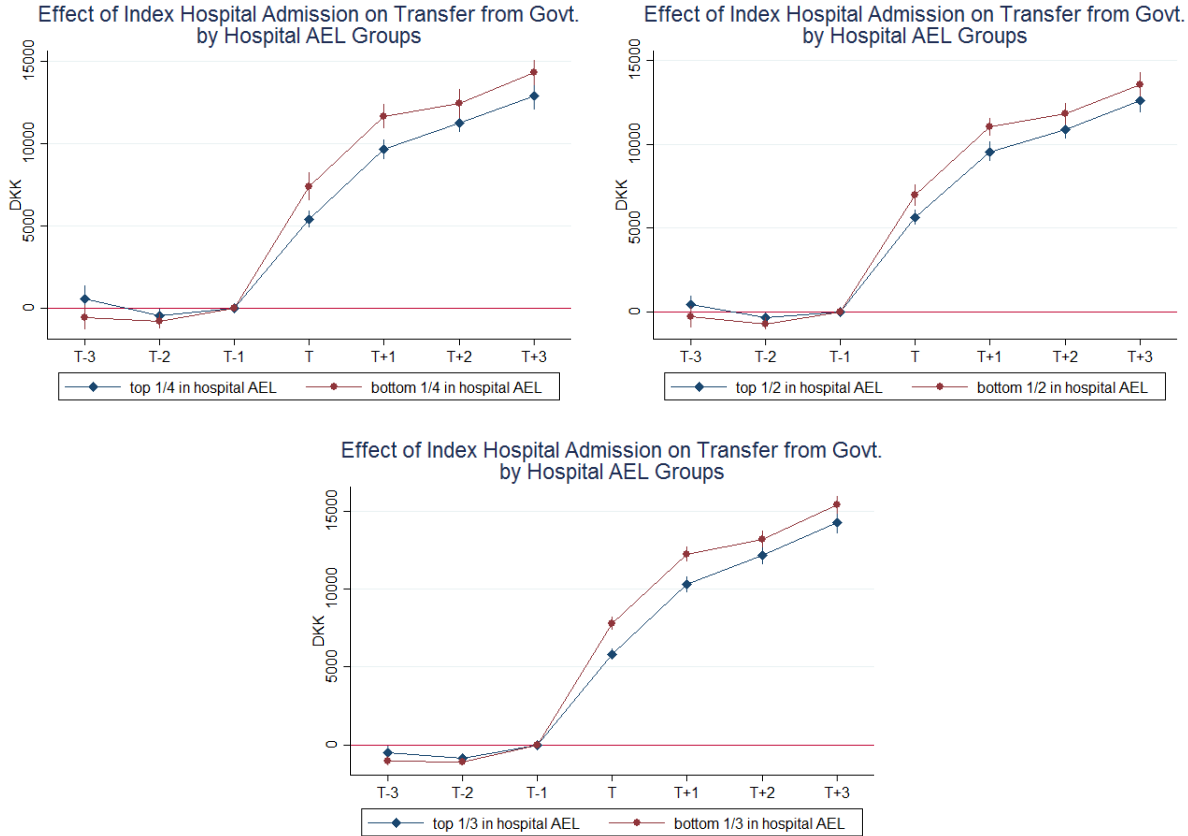 Effect of Index Hospital Admission on Transfer from Govt.
by Hospital AEL Groups
15000
10000
5000
0
DKK
T-3 T-2 T-1 T T+1 T+2 T+3
top 1/4 in hospital AEL bottom 1/4 in hospital AEL
Effect of Index Hospital Admission on Transfer from Govt.
by Hospital AEL Groups
15000
10000
5000
0
DKK
T-3 T-2 T-1 T T+1 T+2 T+3
top 1/2 in hospital AEL bottom 1/2 in hospital AEL
Effect of Index Hospital Admission on Transfer from Govt.
by Hospital AEL Groups
15000
10000
5000
0
DKK
T-3 T-2 T-1 T T+1 T+2 T+3
top 1/3 in hospital AEL bottom 1/3 in hospital AEL